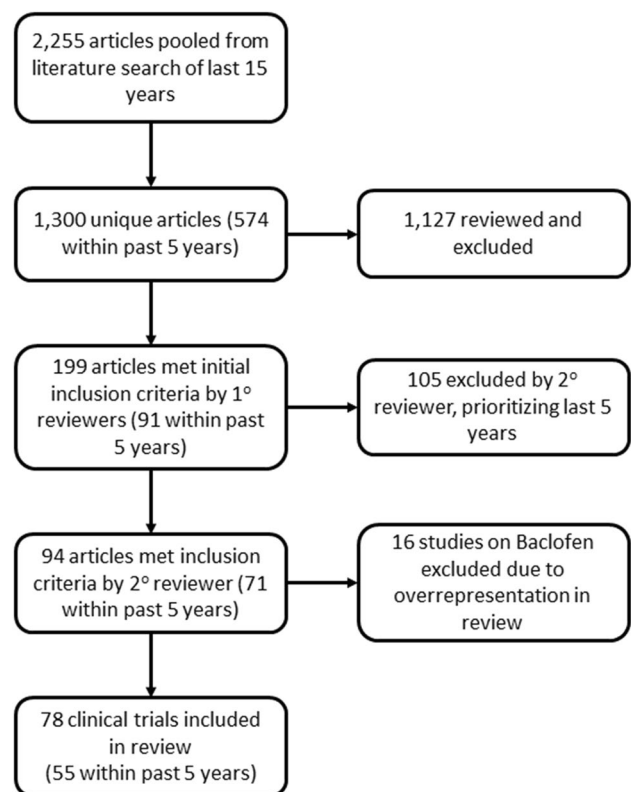 2,255 articles pooled from
literature search of last 15
years
1,300 unique articles (574
within past 5 years)
1,127 reviewed and
excluded
199 articles met initial
inclusion criteria by 1° 
reviewers (91 within past
5 years)
105 excluded by 2°
reviewer, prioritizing last 5
years
94 articles met inclusion
criteria by 2° reviewer (71
within past 5 years)
16 studies on Baclofen
excluded due to
overrepresentation in
review
78 clinical trials included
in review
(55 within past 5 years)